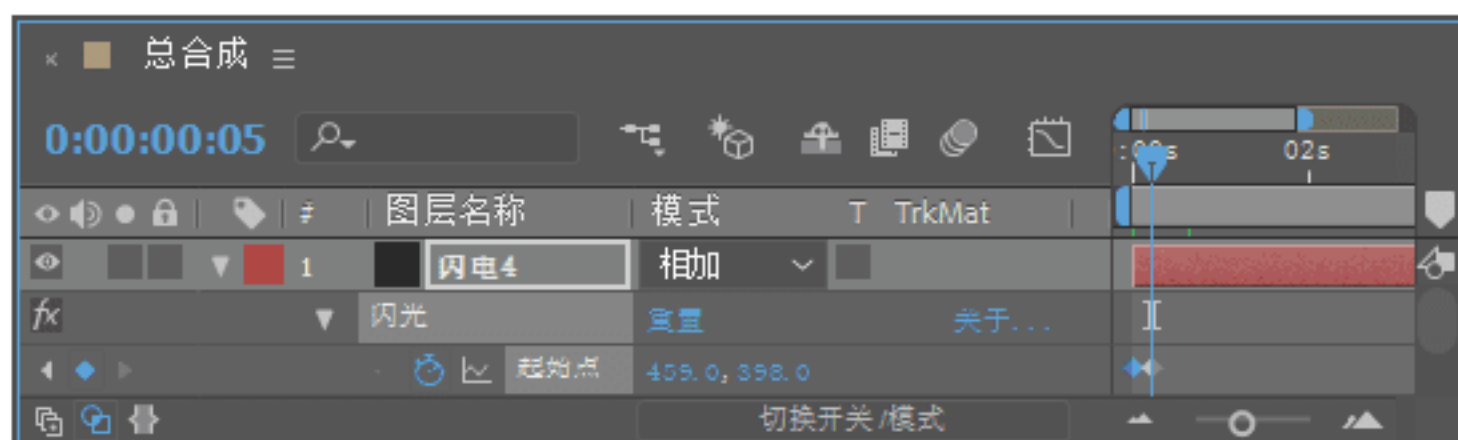 总合成
0:00:00:05
:00s 02s
# 图层名称 模式 T TrkMat
1 闪电4 相加
fx 闪光 重置 关于...
起始点 459.0, 398.0
切换开关/模式